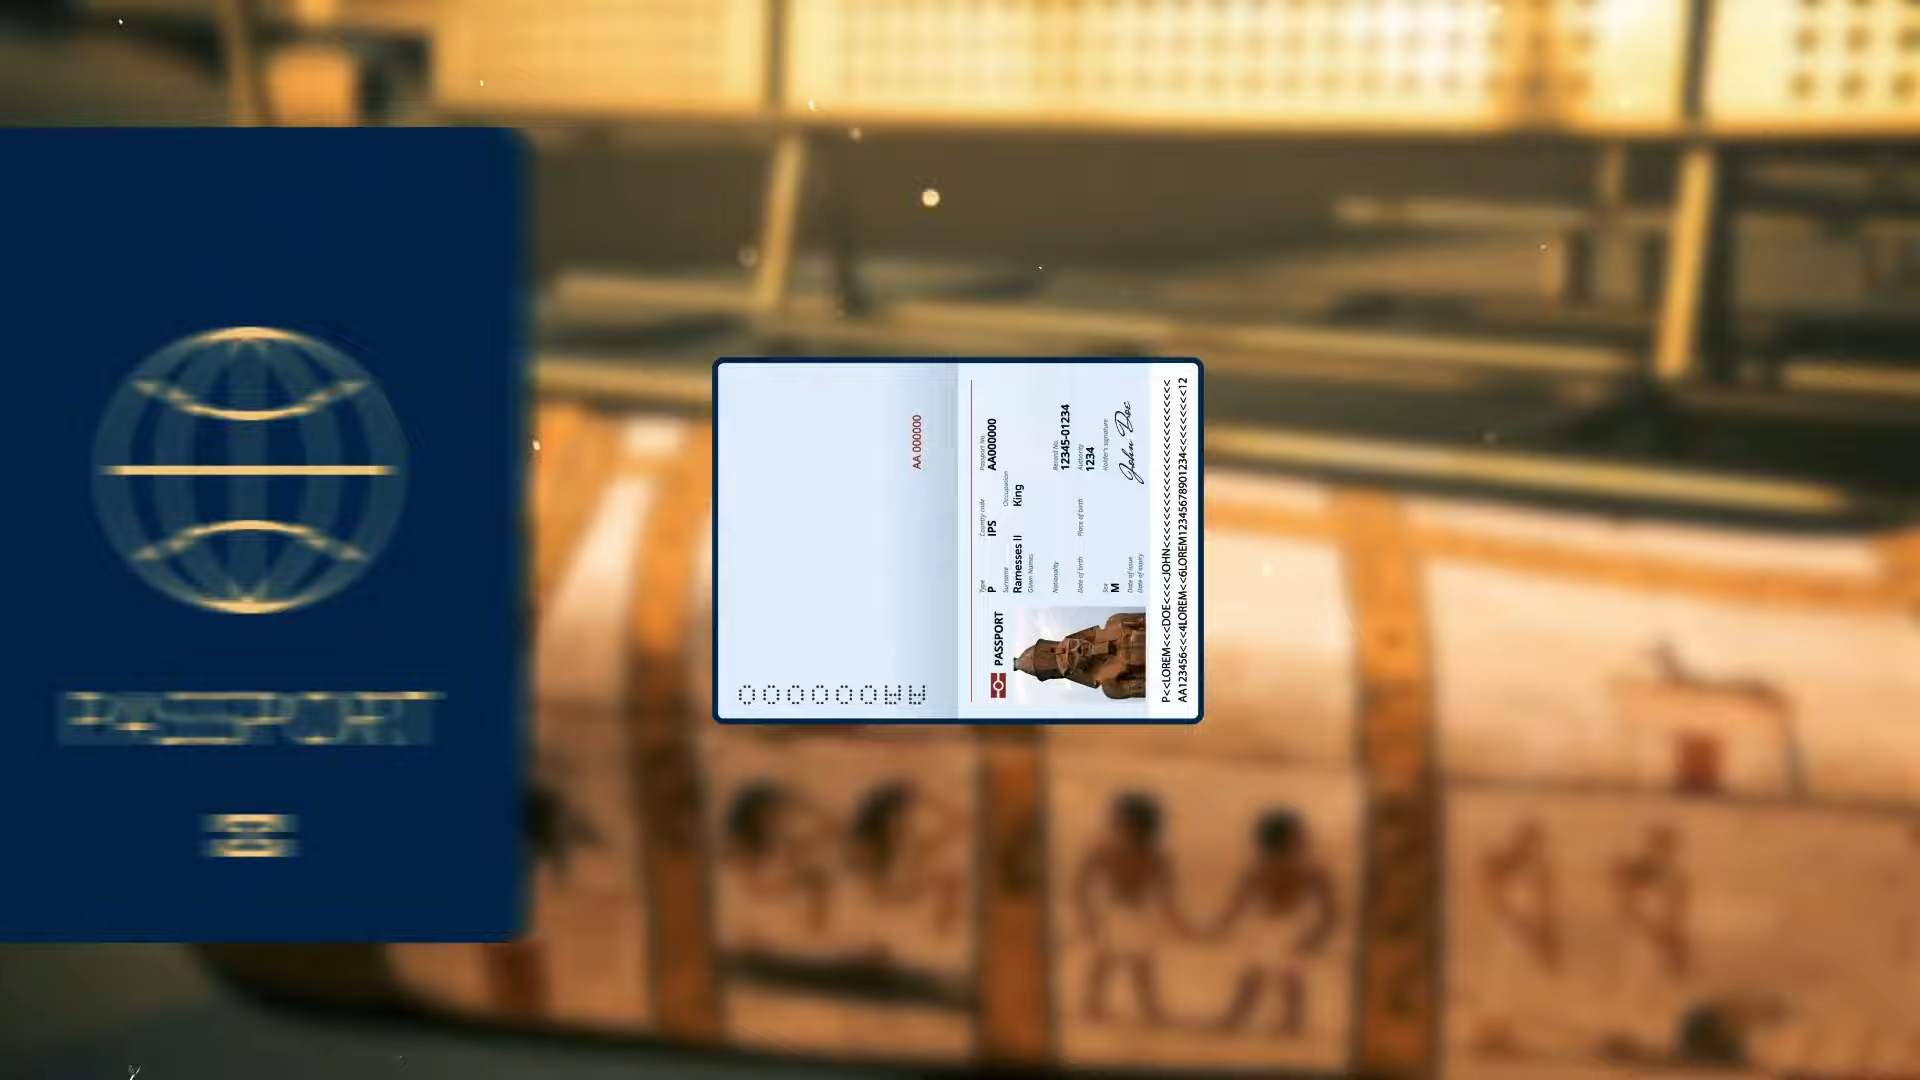 PASSPORT
AA 000000
000000AA
PASSPORT
Type
P
Country code
IPS
Passport No.
AA000000
Surname
Ramesses II
Occupation
King
Given Names
Nationality
Record No.
12345-01234
Date of birth
Place of birth
Authority
1234
Sex
M
Holder's signature
John Doe
Date of issue
Date of expiry
P<<LOREM<<<DOE<<<<JOHN<<<<<<<<<<<<<<<<<<<<<<
AA123456<<<4LOREM<<6LOREM12345678901234<<<<<<<<<12